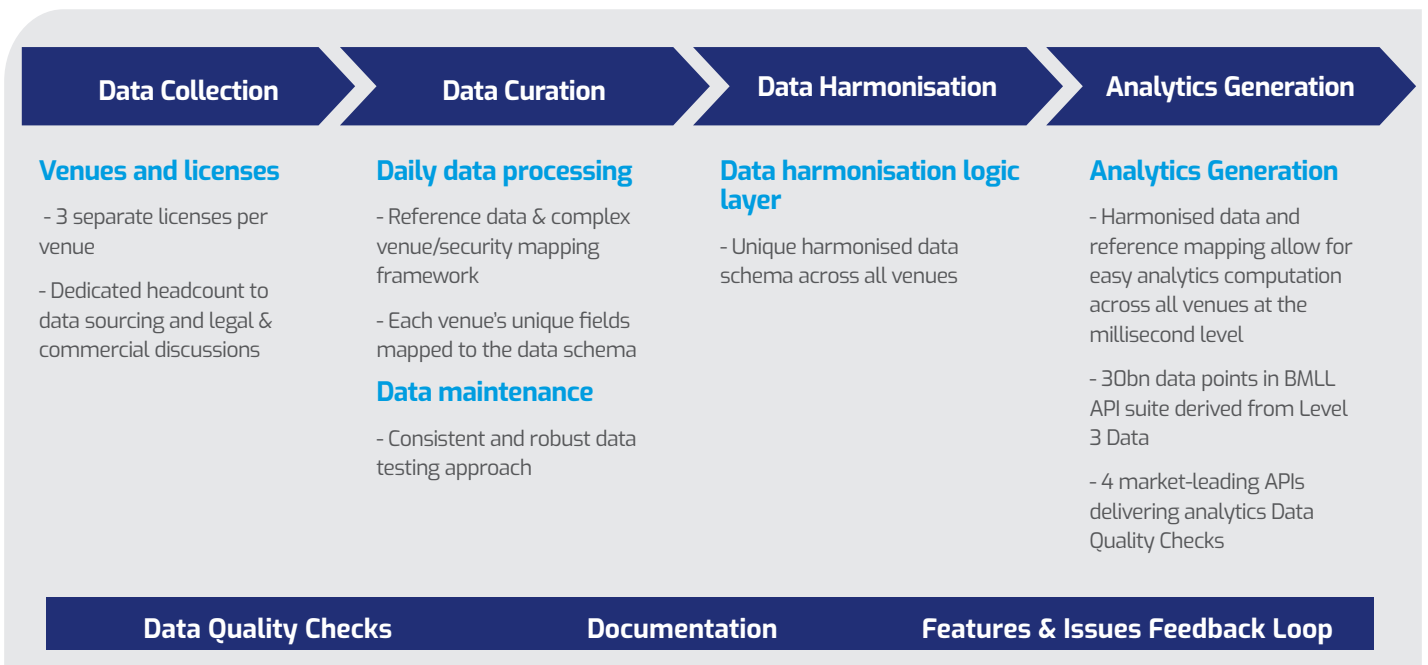 Data Collection
Data Curation
Data Harmonisation
Analytics Generation
Venues and licenses
- 3 separate licenses per
venue
- Dedicated headcount to
data sourcing and legal &
commercial discussions
Daily data processing
- Reference data & complex
venue/security mapping
framework
- Each venue's unique fields
mapped to the data schema
Data maintenance
- Consistent and robust data
testing approach
Data harmonisation logic
layer
- Unique harmonised data
schema across all venues
Analytics Generation
- Harmonised data and
reference mapping allow for
easy analytics computation
across all venues at the
millisecond level
- 30bn data points in BMLL
API suite derived from Level
3 Data
- 4 market-leading APIs
delivering analytics Data
Quality Checks
Data Quality Checks
Documentation
Features & Issues Feedback Loop